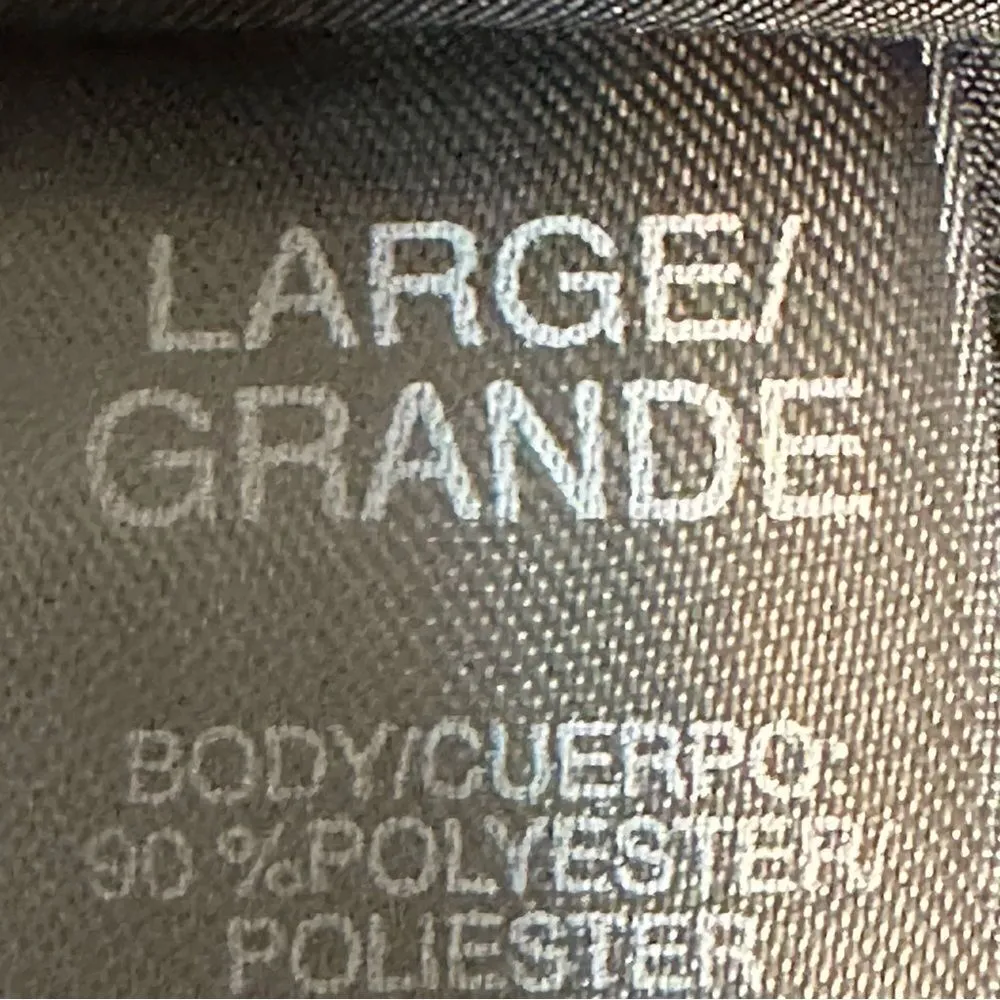 LARGE/
GRANDE
BODY/CUERPO:
90 %POLYESTER/
POLIESTER